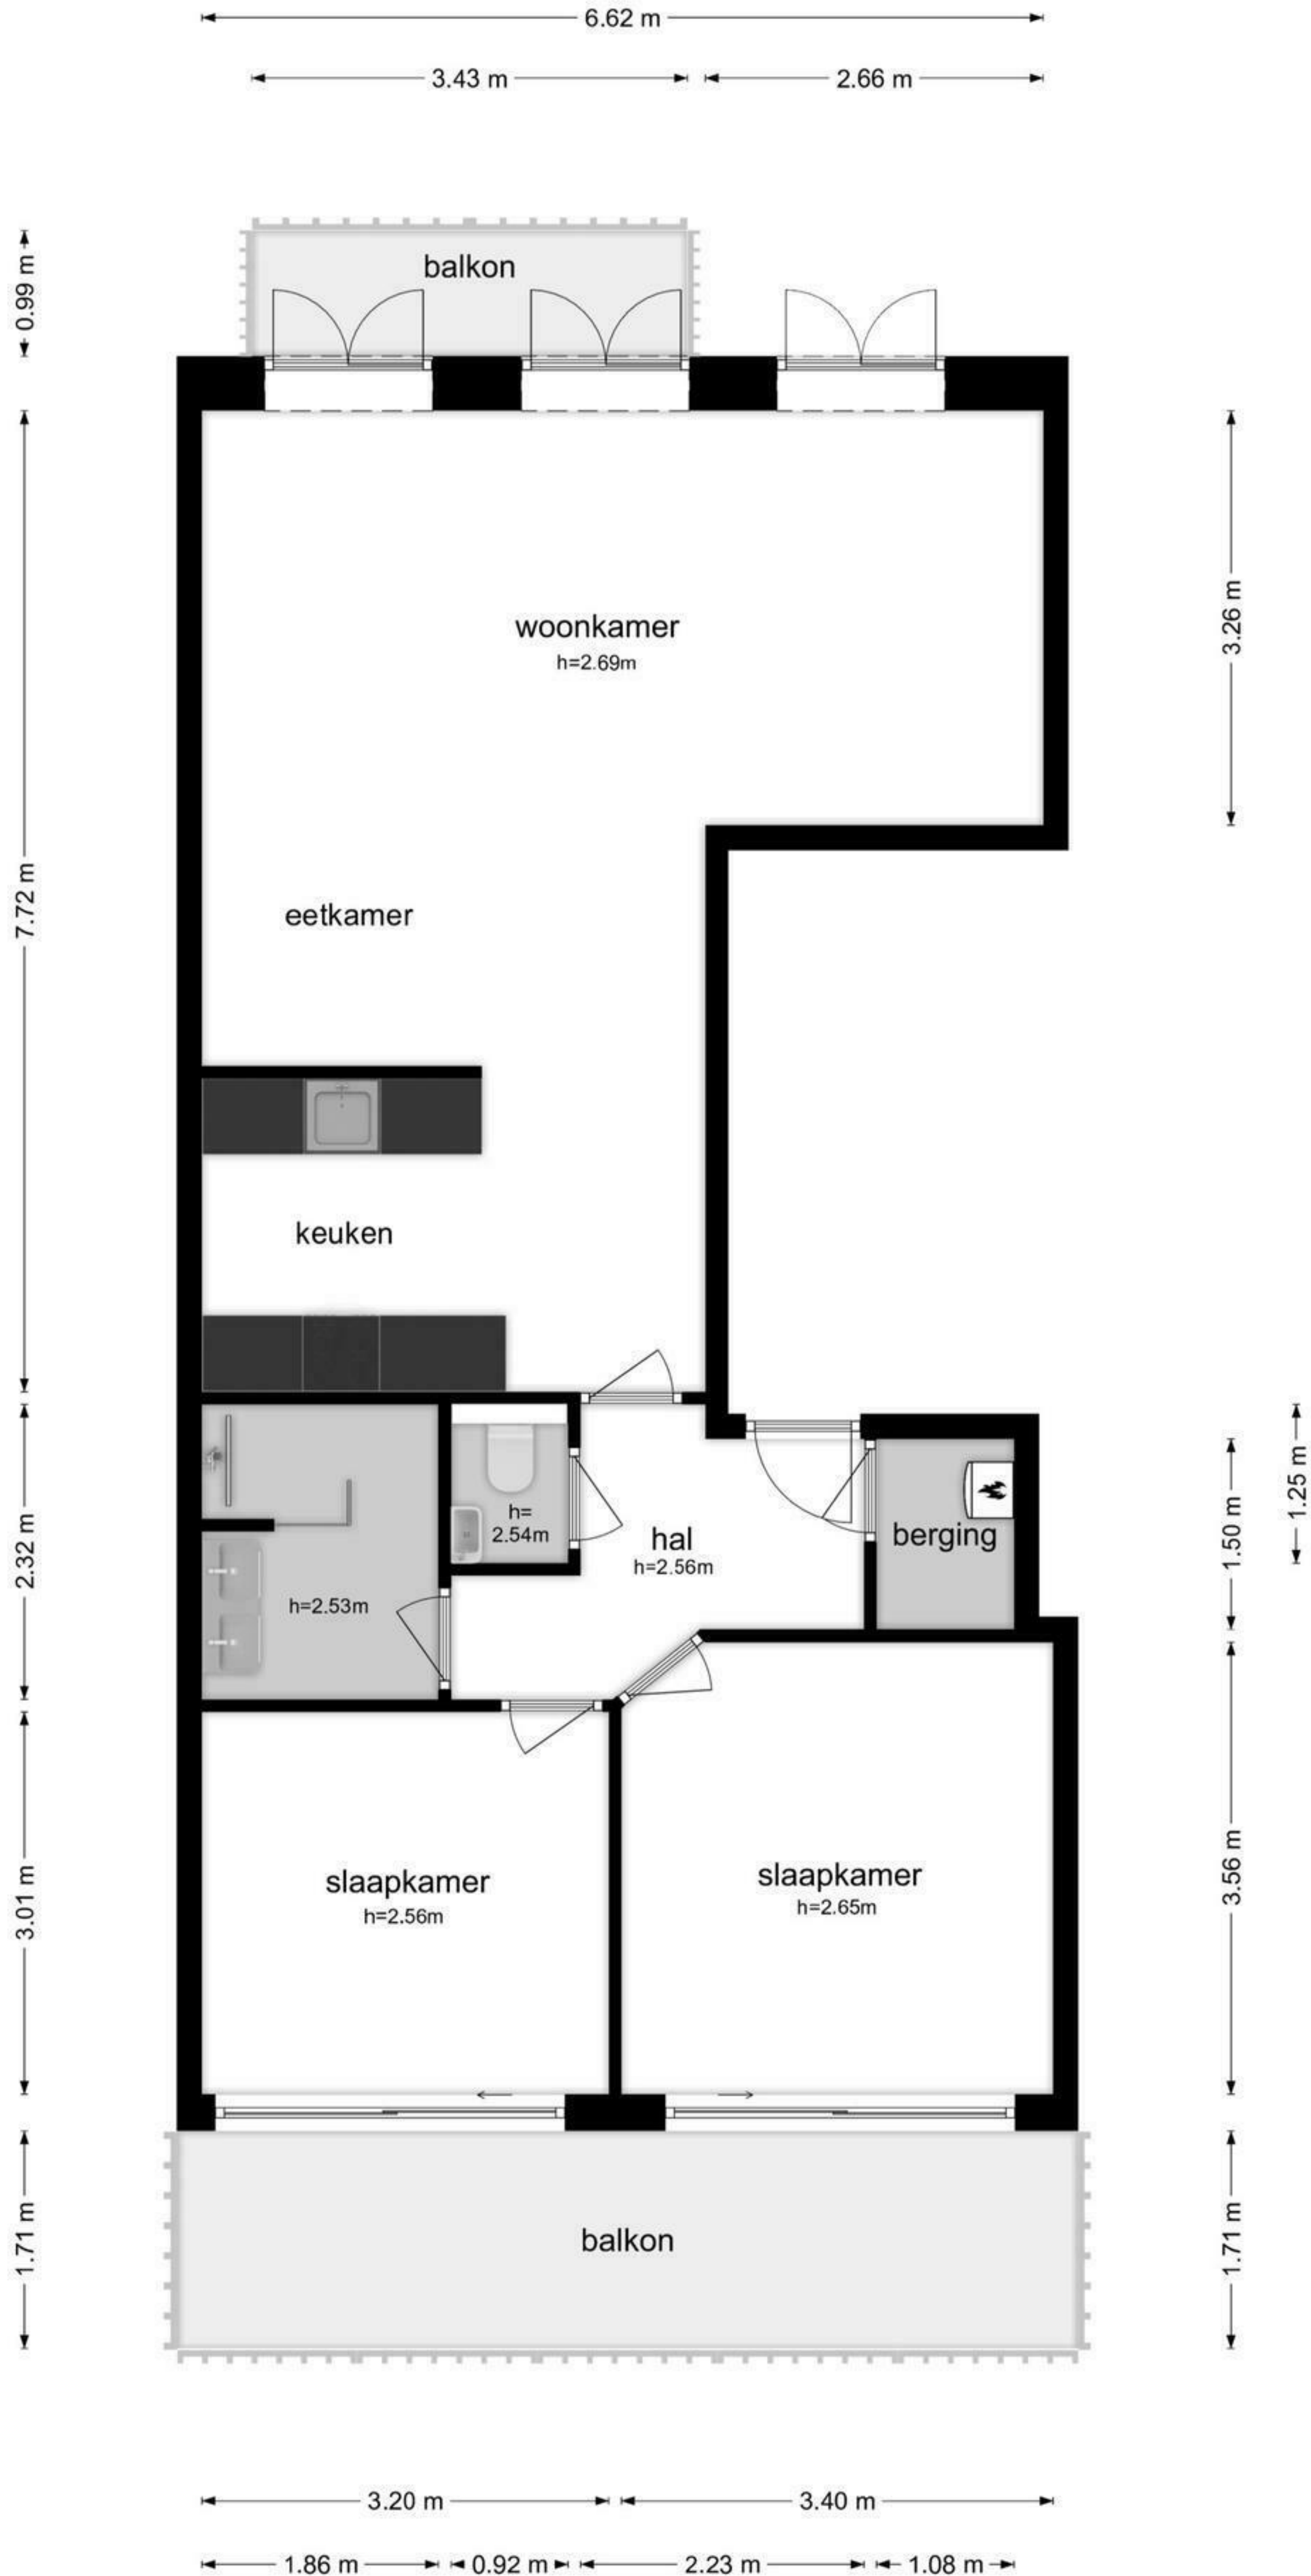 6.62 m
3.43 m
2.66 m
balkon
0.99 m
woonkamer
h=2.69m
3.26 m
7.72 m
eetkamer
keuken
h=
2.54m
hal
h=2.56m
berging
1.50 m
1.25 m
2.32 m
h=2.53m
slaapkamer
h=2.56m
slaapkamer
h=2.65m
3.01 m
3.56 m
balkon
1.71 m
1.71 m
3.20 m
3.40 m
1.86 m
0.92 m
2.23 m
1.08 m